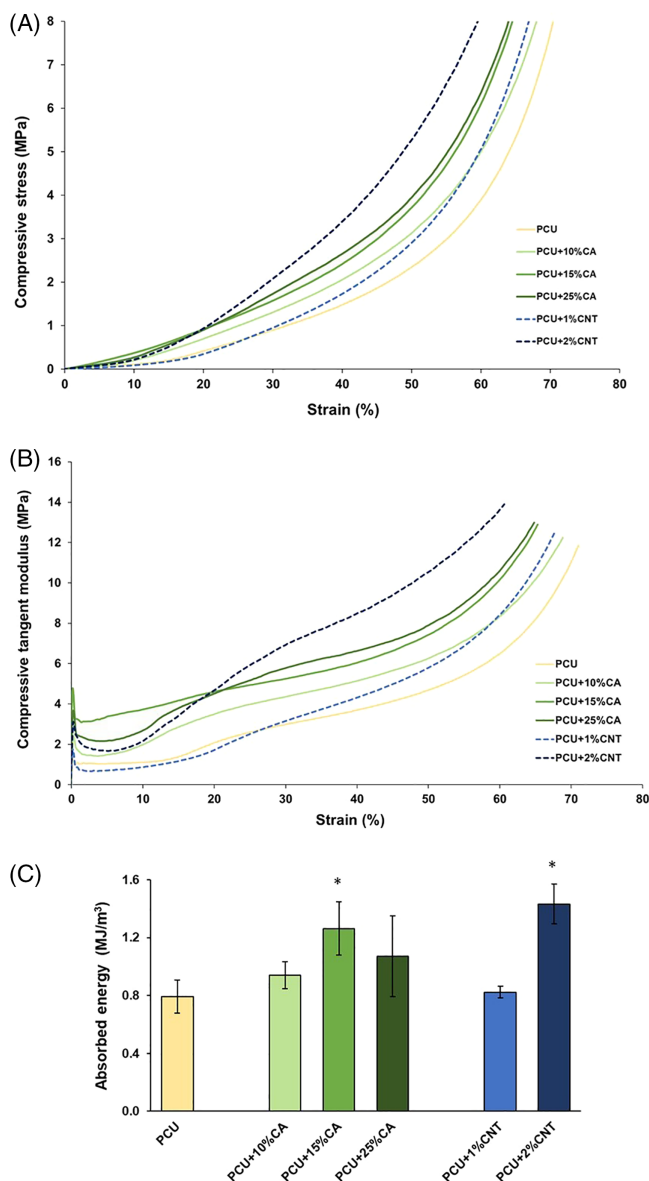 (A)
8
7
6
5
4
3
2
1
0
Compressive stress (MPa)
PCU
PCU+10%CA
PCU+15%CA
PCU+25%CA
PCU+1%CNT
PCU+2%CNT
0 10 20 30 40 50 60 70 80
Strain (%)
(B)
16
14
12
10
8
6
4
2
0
Compressive tangent modulus (MPa)
PCU
PCU+10%CA
PCU+15%CA
PCU+25%CA
PCU+1%CNT
PCU+2%CNT
0 10 20 30 40 50 60 70 80
Strain (%)
(C)
1.6
1.2
0.8
0.4
0.0
Absorbed energy (MJ/m³)
*
*
PCU
PCU+10%CA
PCU+15%CA
PCU+25%CA
PCU+1%CNT
PCU+2%CNT